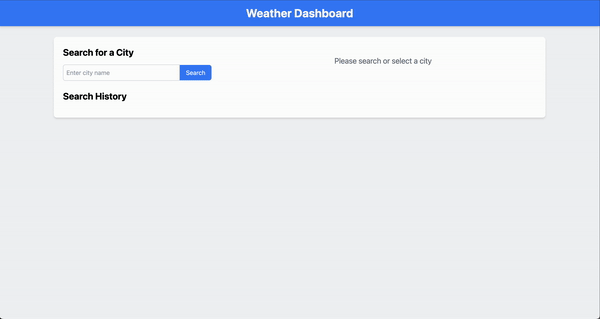 Weather Dashboard
Search for a City
Enter city name
Search
Search History
Please search or select a city